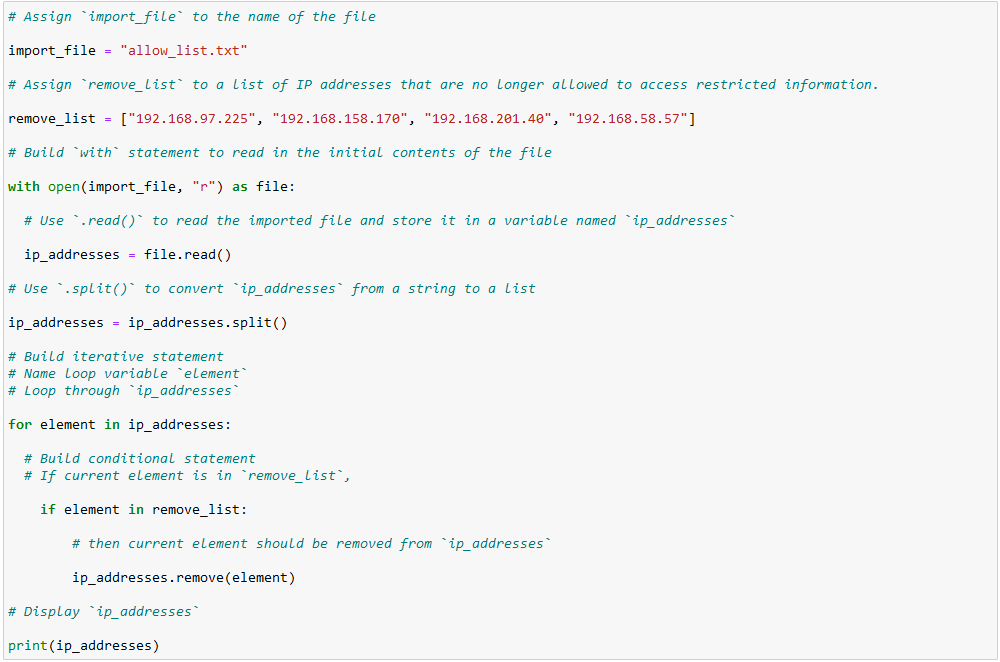 # Assign `import_file` to the name of the file
import_file = "allow_list.txt"
# Assign `remove_list` to a list of IP addresses that are no longer allowed to access restricted information.
remove_list = ["192.168.97.225", "192.168.158.170", "192.168.201.40", "192.168.58.57"]
# Build `with` statement to read in the initial contents of the file
with open(import_file, "r") as file:
  # Use `.read()` to read the imported file and store it in a variable named `ip_addresses`
  ip_addresses = file.read()
# Use `.split()` to convert `ip_addresses` from a string to a list
ip_addresses = ip_addresses.split()
# Build iterative statement
# Name loop variable `element`
# Loop through `ip_addresses`
for element in ip_addresses:
  # Build conditional statement
  # If current element is in `remove_list`,
    if element in remove_list:
        # then current element should be removed from `ip_addresses`
        ip_addresses.remove(element)
# Display `ip_addresses`
print(ip_addresses)